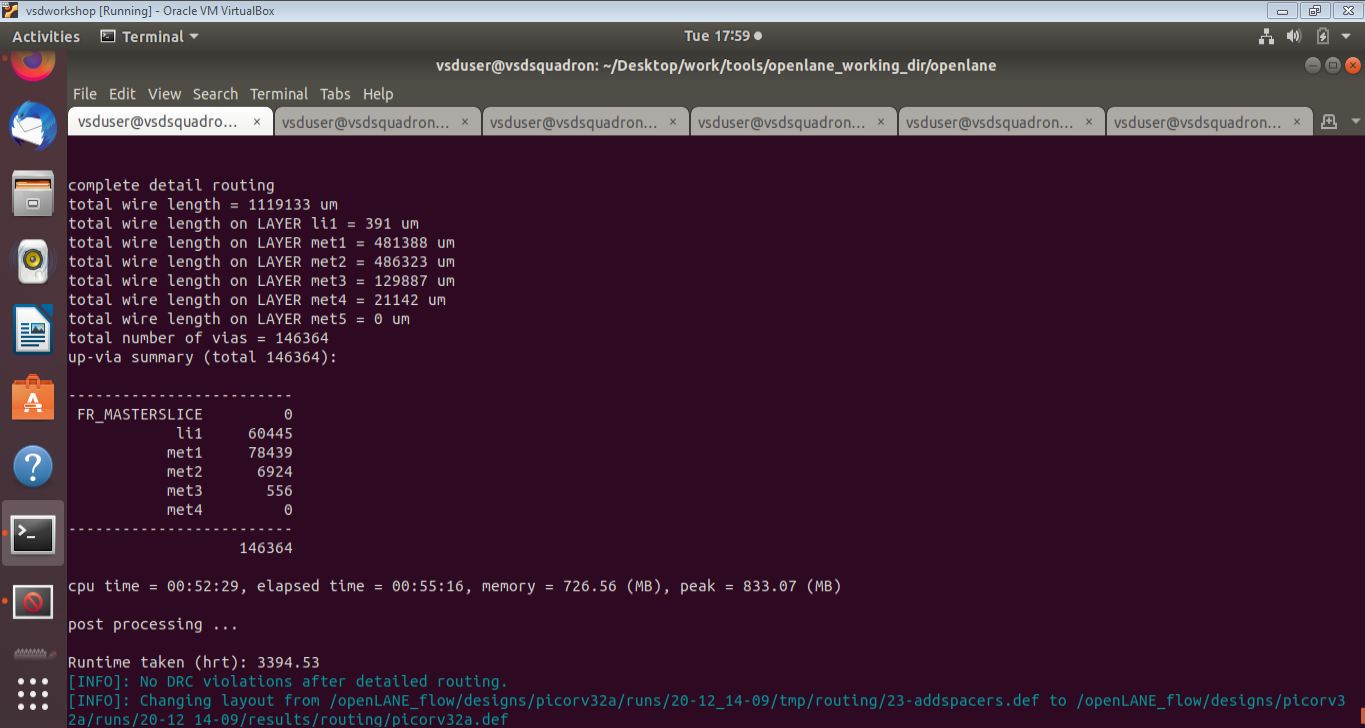 vsdworkshop [Running] - Oracle VM VirtualBox
Activities Terminal Tue 17:59
vsduser@vsdsquadron: ~/Desktop/work/tools/openlane_working_dir/openlane
File Edit View Search Terminal Tabs Help
vsduser@vsdsquadro... × vsduser@vsdsquadron... × vsduser@vsdsquadron... × vsduser@vsdsquadron... × vsduser@vsdsquadron... × vsduser@vsdsquadron... ×
complete detail routing
total wire length = 1119133 um
total wire length on LAYER li1 = 391 um
total wire length on LAYER met1 = 481388 um
total wire length on LAYER met2 = 486323 um
total wire length on LAYER met3 = 129887 um
total wire length on LAYER met4 = 21142 um
total wire length on LAYER met5 = 0 um
total number of vias = 146364
up-via summary (total 146364):
-------------------------
FR_MASTERSLICE 0
li1 60445
met1 78439
met2 6924
met3 556
met4 0
-------------------------
146364
cpu time = 00:52:29, elapsed time = 00:55:16, memory = 726.56 (MB), peak = 833.07 (MB)
post processing ...
Runtime taken (hrt): 3394.53
[INFO]: No DRC violations after detailed routing.
[INFO]: Changing layout from /openLANE_flow/designs/picorv32a/runs/20-12_14-09/tmp/routing/23-addspacers.def to /openLANE_flow/designs/picorv3
2a/runs/20-12_14-09/results/routing/picorv32a.def